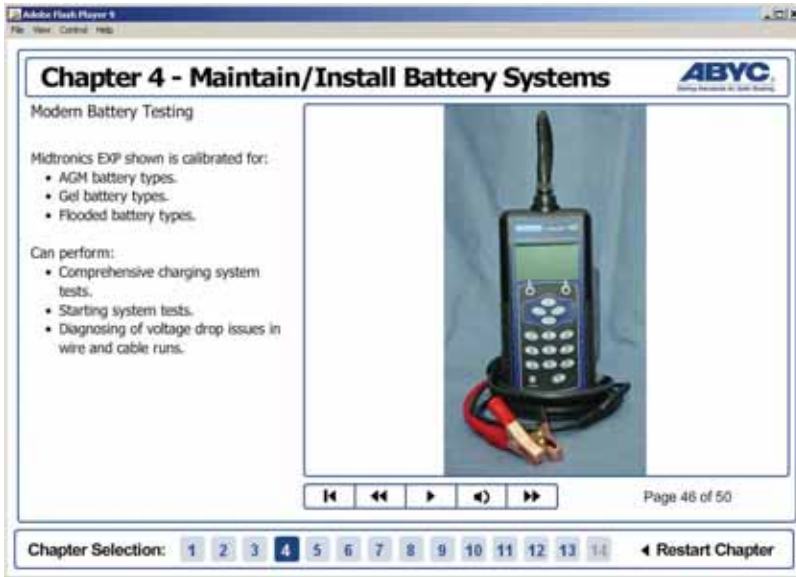 Adobe Flash Player 9
File View Control Help
Chapter 4 - Maintain/Install Battery Systems
ABYC
Modern Battery Testing
Midtronics EXP shown is calibrated for:
• AGM battery types.
• Gel battery types.
• Flooded battery types.
Can perform:
• Comprehensive charging system
tests.
• Starting system tests.
• Diagnosing of voltage drop issues in
wire and cable runs.
Page 46 of 50
Chapter Selection: 1 2 3 4 5 6 7 8 9 10 11 12 13 14 Restart Chapter